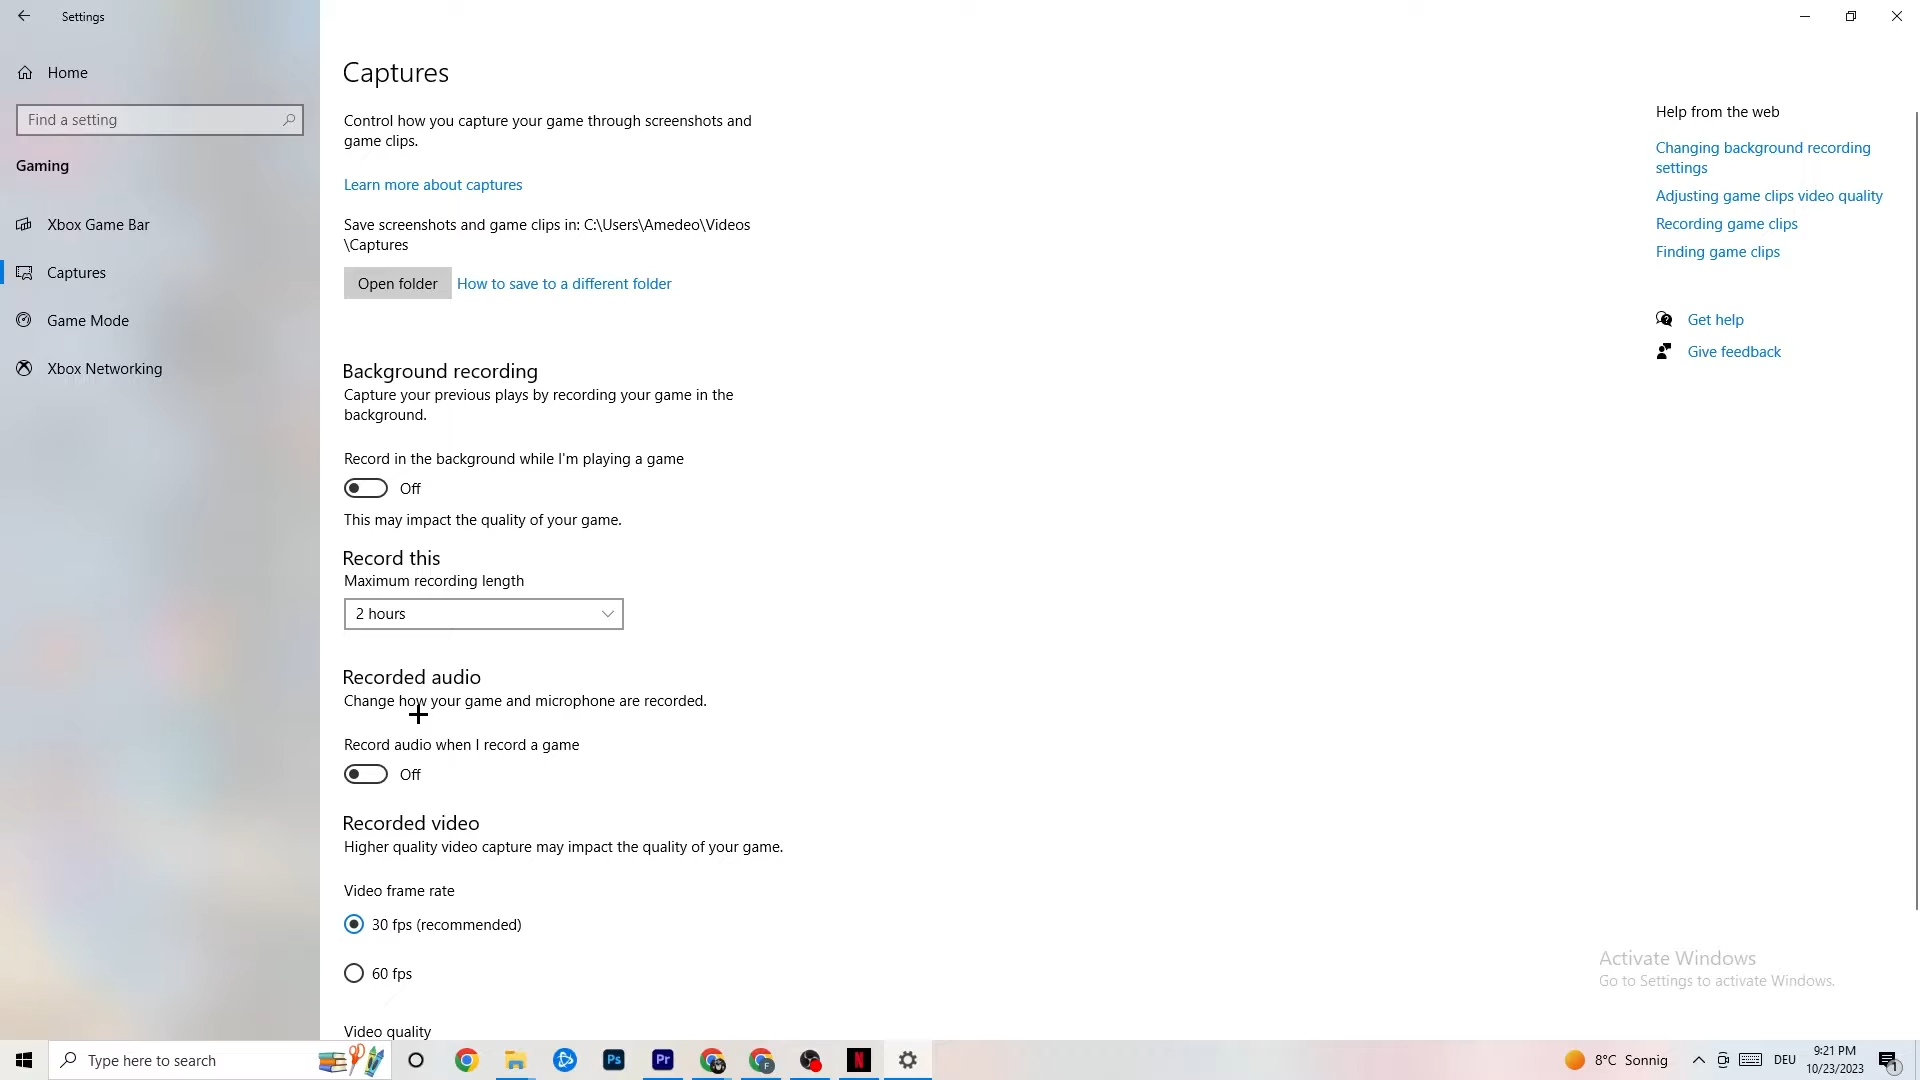 Settings
Home
Find a setting
Gaming
Xbox Game Bar
Captures
Game Mode
Xbox Networking
Captures
Control how you capture your game through screenshots and
game clips.
Learn more about captures
Save screenshots and game clips in: C:\Users\Amedeo\Videos
\Captures
Open folder
How to save to a different folder
Background recording
Capture your previous plays by recording your game in the
background.
Record in the background while I'm playing a game
Off
This may impact the quality of your game.
Record this
Maximum recording length
2 hours
Recorded audio
Change how your game and microphone are recorded.
Record audio when I record a game
Off
Recorded video
Higher quality video capture may impact the quality of your game.
Video frame rate
30 fps (recommended)
60 fps
Video quality
Help from the web
Changing background recording
settings
Adjusting game clips video quality
Recording game clips
Finding game clips
Get help
Give feedback
Activate Windows
Go to Settings to activate Windows.
Type here to search
Ps
Pr
F
N
8°C Sonnig
DEU
9:21 PM
10/23/2023
1